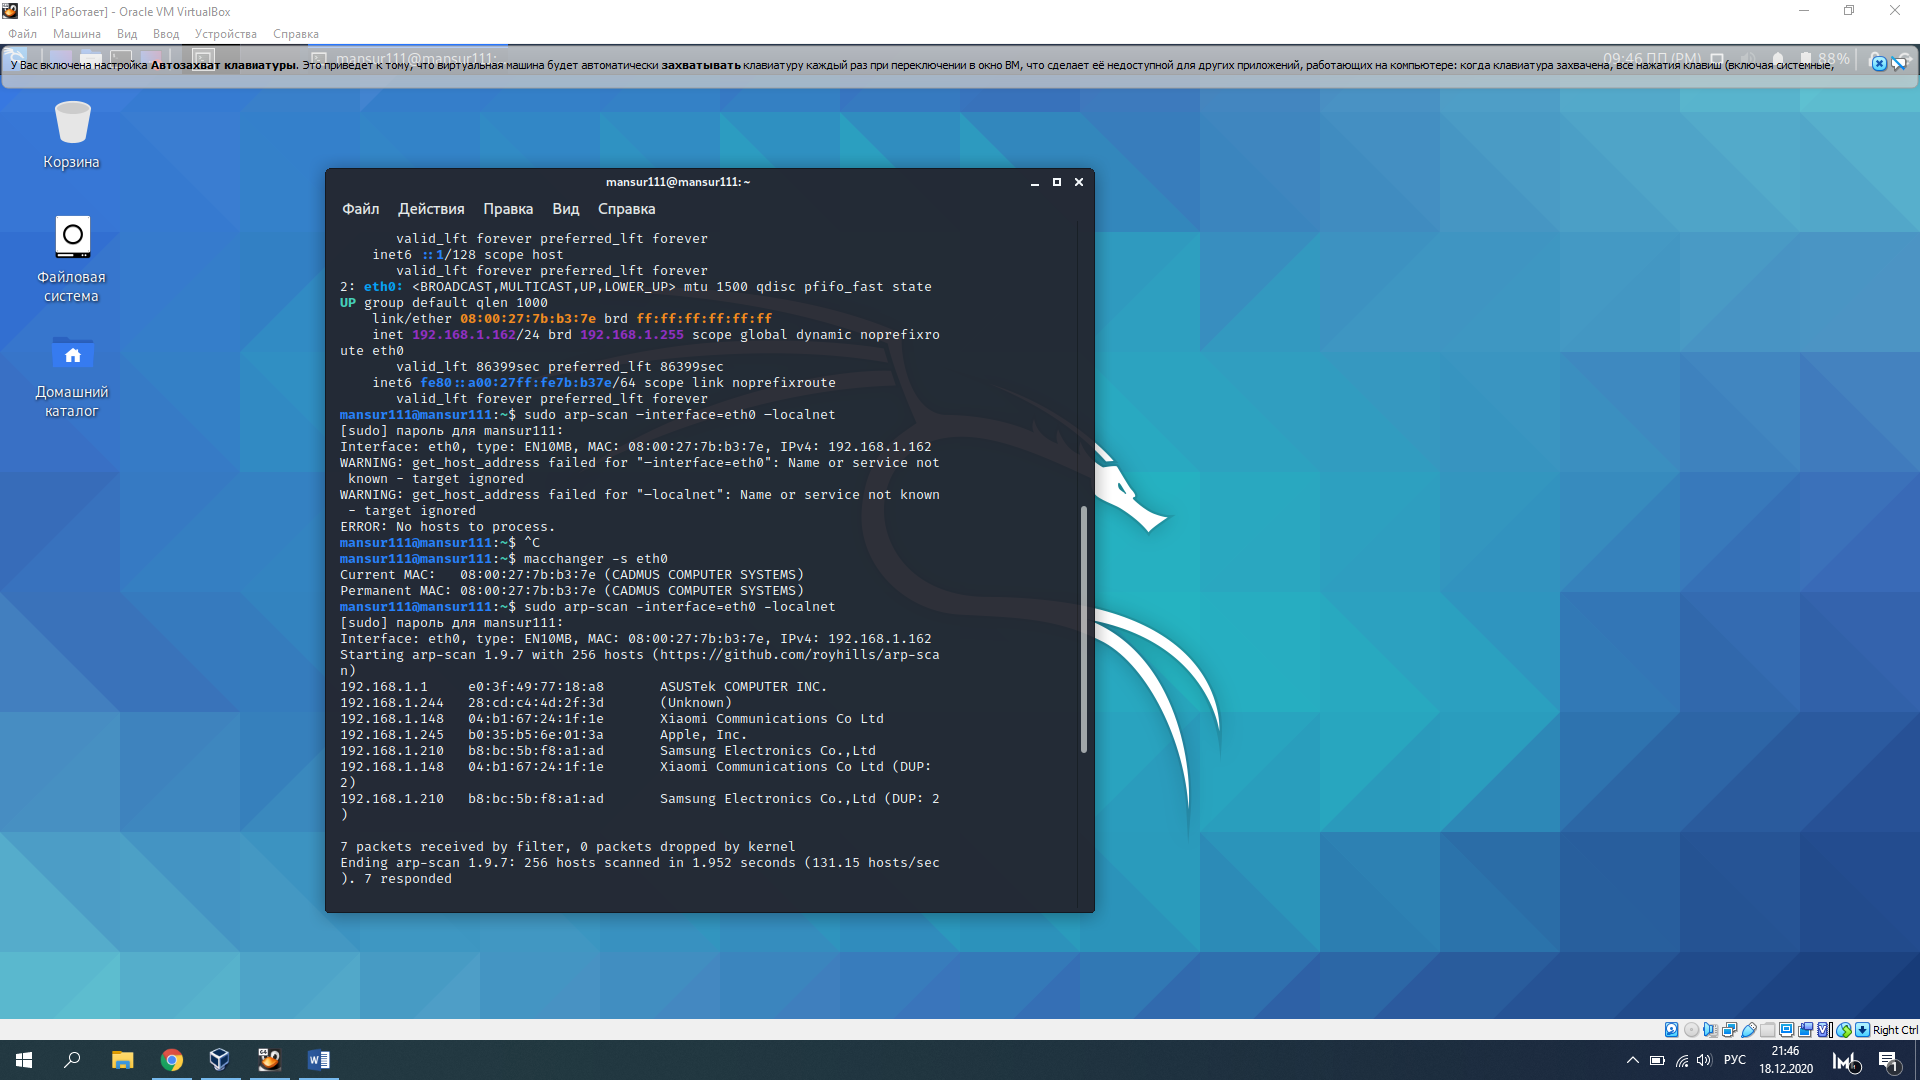 Kali1 [Работает] - Oracle VM VirtualBox
Файл Машина Вид Ввод Устройства Справка
mansur111@mansur111: ~
09:46 ПП (PM) 88%
У Вас включена настройка Автозахват клавиатуры. Это приведет к тому, что виртуальная машина будет автоматически захватывать клавиатуру каждый раз при переключении в окно ВМ, что сделает её недоступной для других приложений, работающих на компьютере: когда клавиатура захвачена, все нажатия клавиш (включая системные,
Корзина
Файловая
система
Домашний
каталог
mansur111@mansur111: ~
Файл Действия Правка Вид Справка
valid_lft forever preferred_lft forever
inet6 ::1/128 scope host
valid_lft forever preferred_lft forever
2: eth0: <BROADCAST,MULTICAST,UP,LOWER_UP> mtu 1500 qdisc pfifo_fast state
UP group default qlen 1000
link/ether 08:00:27:7b:b3:7e brd ff:ff:ff:ff:ff:ff
inet 192.168.1.162/24 brd 192.168.1.255 scope global dynamic noprefixro
ute eth0
valid_lft 86399sec preferred_lft 86399sec
inet6 fe80::a00:27ff:fe7b:b37e/64 scope link noprefixroute
valid_lft forever preferred_lft forever
mansur111@mansur111:~$ sudo arp-scan –interface=eth0 –localnet
[sudo] пароль для mansur111:
Interface: eth0, type: EN10MB, MAC: 08:00:27:7b:b3:7e, IPv4: 192.168.1.162
WARNING: get_host_address failed for "–interface=eth0": Name or service not
known - target ignored
WARNING: get_host_address failed for "–localnet": Name or service not known
- target ignored
ERROR: No hosts to process.
mansur111@mansur111:~$ ^C
mansur111@mansur111:~$ macchanger -s eth0
Current MAC: 08:00:27:7b:b3:7e (CADMUS COMPUTER SYSTEMS)
Permanent MAC: 08:00:27:7b:b3:7e (CADMUS COMPUTER SYSTEMS)
mansur111@mansur111:~$ sudo arp-scan -interface=eth0 -localnet
[sudo] пароль для mansur111:
Interface: eth0, type: EN10MB, MAC: 08:00:27:7b:b3:7e, IPv4: 192.168.1.162
Starting arp-scan 1.9.7 with 256 hosts (https://github.com/royhills/arp-sca
n)
192.168.1.1 e0:3f:49:77:18:a8 ASUSTek COMPUTER INC.
192.168.1.244 28:cd:c4:4d:2f:3d (Unknown)
192.168.1.148 04:b1:67:24:1f:1e Xiaomi Communications Co Ltd
192.168.1.245 b0:35:b5:6e:01:3a Apple, Inc.
192.168.1.210 b8:bc:5b:f8:a1:ad Samsung Electronics Co.,Ltd
192.168.1.148 04:b1:67:24:1f:1e Xiaomi Communications Co Ltd (DUP:
2)
192.168.1.210 b8:bc:5b:f8:a1:ad Samsung Electronics Co.,Ltd (DUP: 2
)
7 packets received by filter, 0 packets dropped by kernel
Ending arp-scan 1.9.7: 256 hosts scanned in 1.952 seconds (131.15 hosts/sec
). 7 responded
Right Ctrl
РУС
21:46
18.12.2020
1